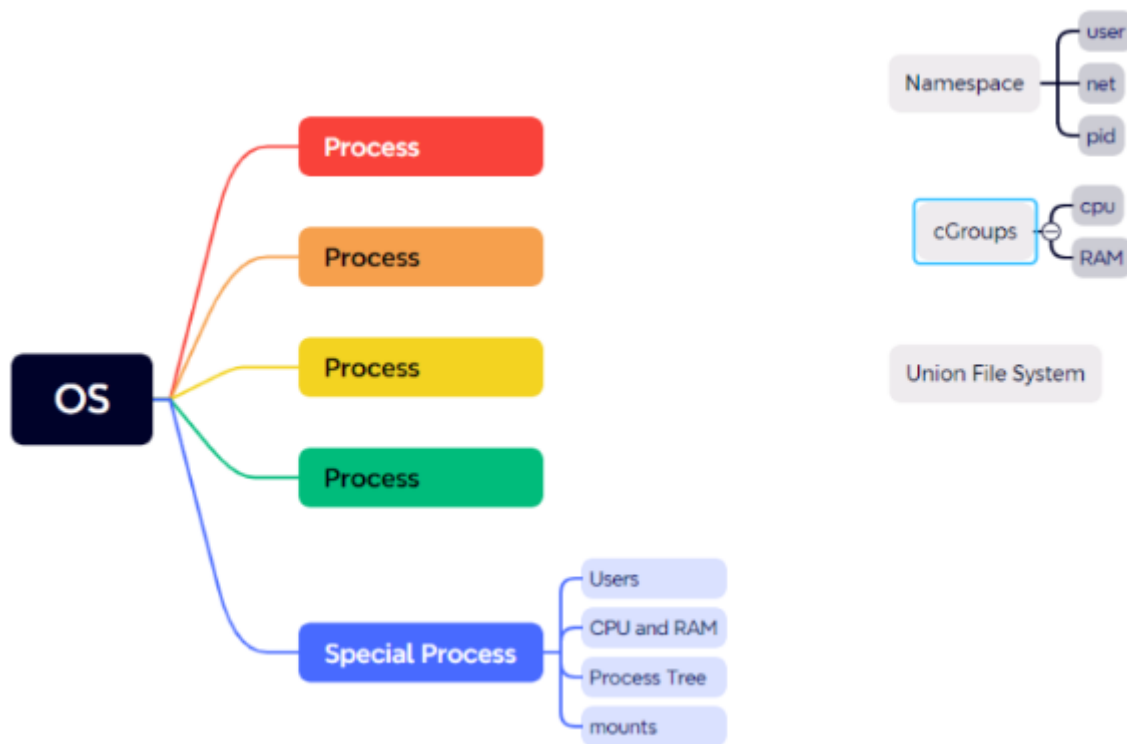 OS
Process
Process
Process
Process
Special Process
Users
CPU and RAM
Process Tree
mounts
Namespace
user
net
pid
cGroups
cpu
RAM
Union File System